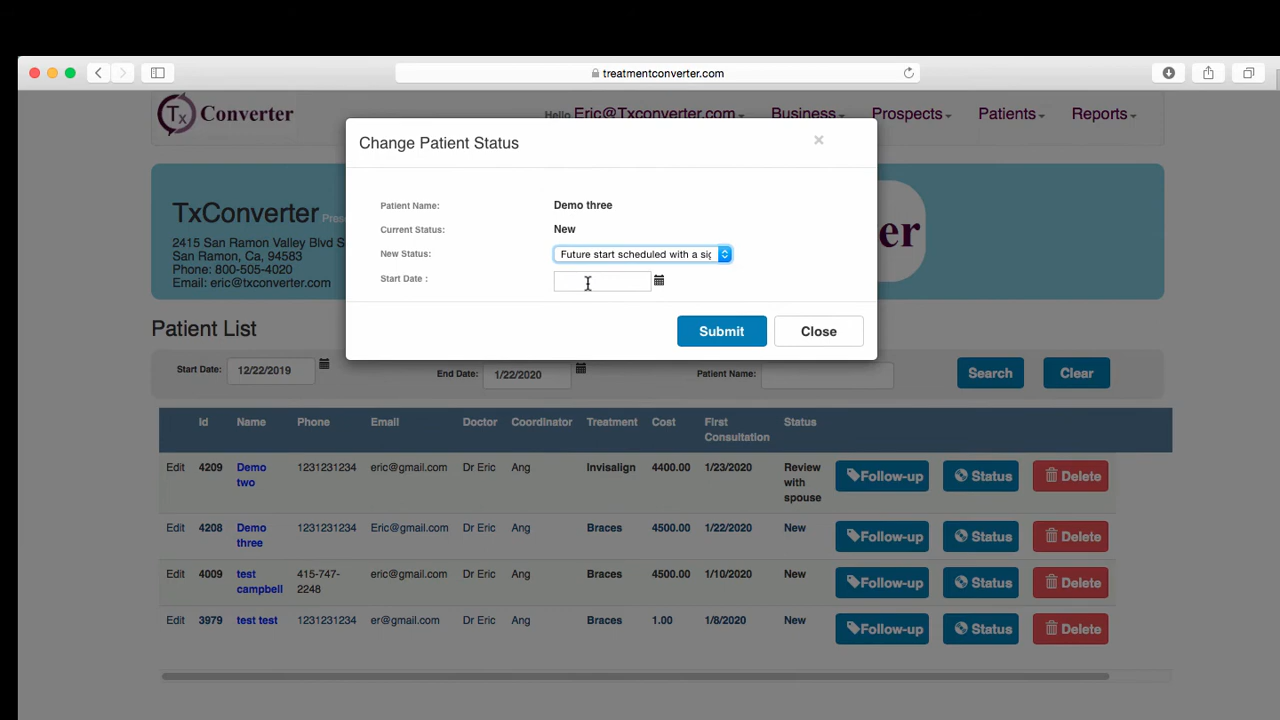 treatmentconverter.com
Tx Converter
Hello Eric@Txconverter.com Business Prospects Patients Reports
Change Patient Status
×
Patient Name: Demo three
Current Status: New
New Status: Future start scheduled with a sig
Start Date :
Submit Close
TxConverter
2415 San Ramon Valley Blvd S
San Ramon, Ca, 94583
Phone: 800-505-4020
Email: eric@txconverter.com
Patient List
Start Date: 12/22/2019 End Date: 1/22/2020 Patient Name: Search Clear
Id Name Phone Email Doctor Coordinator Treatment Cost First Consultation Status
Edit 4209 Demo two 1231231234 eric@gmail.com Dr Eric Ang Invisalign 4400.00 1/23/2020 Review with spouse Follow-up Status Delete
Edit 4208 Demo three 1231231234 Eric@gmail.com Dr Eric Ang Braces 4500.00 1/22/2020 New Follow-up Status Delete
Edit 4009 test campbell 415-747-2248 eric@gmail.com Dr Eric Ang Braces 4500.00 1/10/2020 New Follow-up Status Delete
Edit 3979 test test 1231231234 er@gmail.com Dr Eric Ang Braces 1.00 1/8/2020 New Follow-up Status Delete